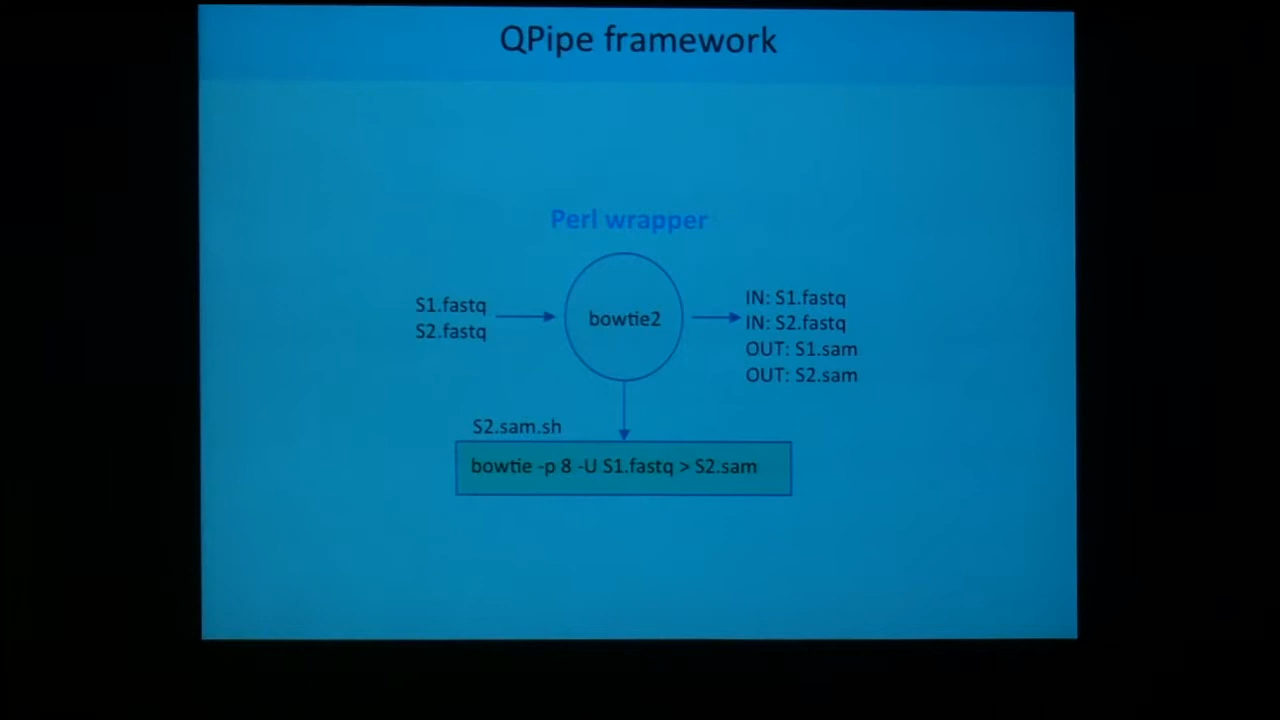 QPipe framework
Perl wrapper
S1.fastq
S2.fastq
bowtie2
IN: S1.fastq
IN: S2.fastq
OUT: S1.sam
OUT: S2.sam
S2.sam.sh
bowtie -p 8 -U S1.fastq > S2.sam